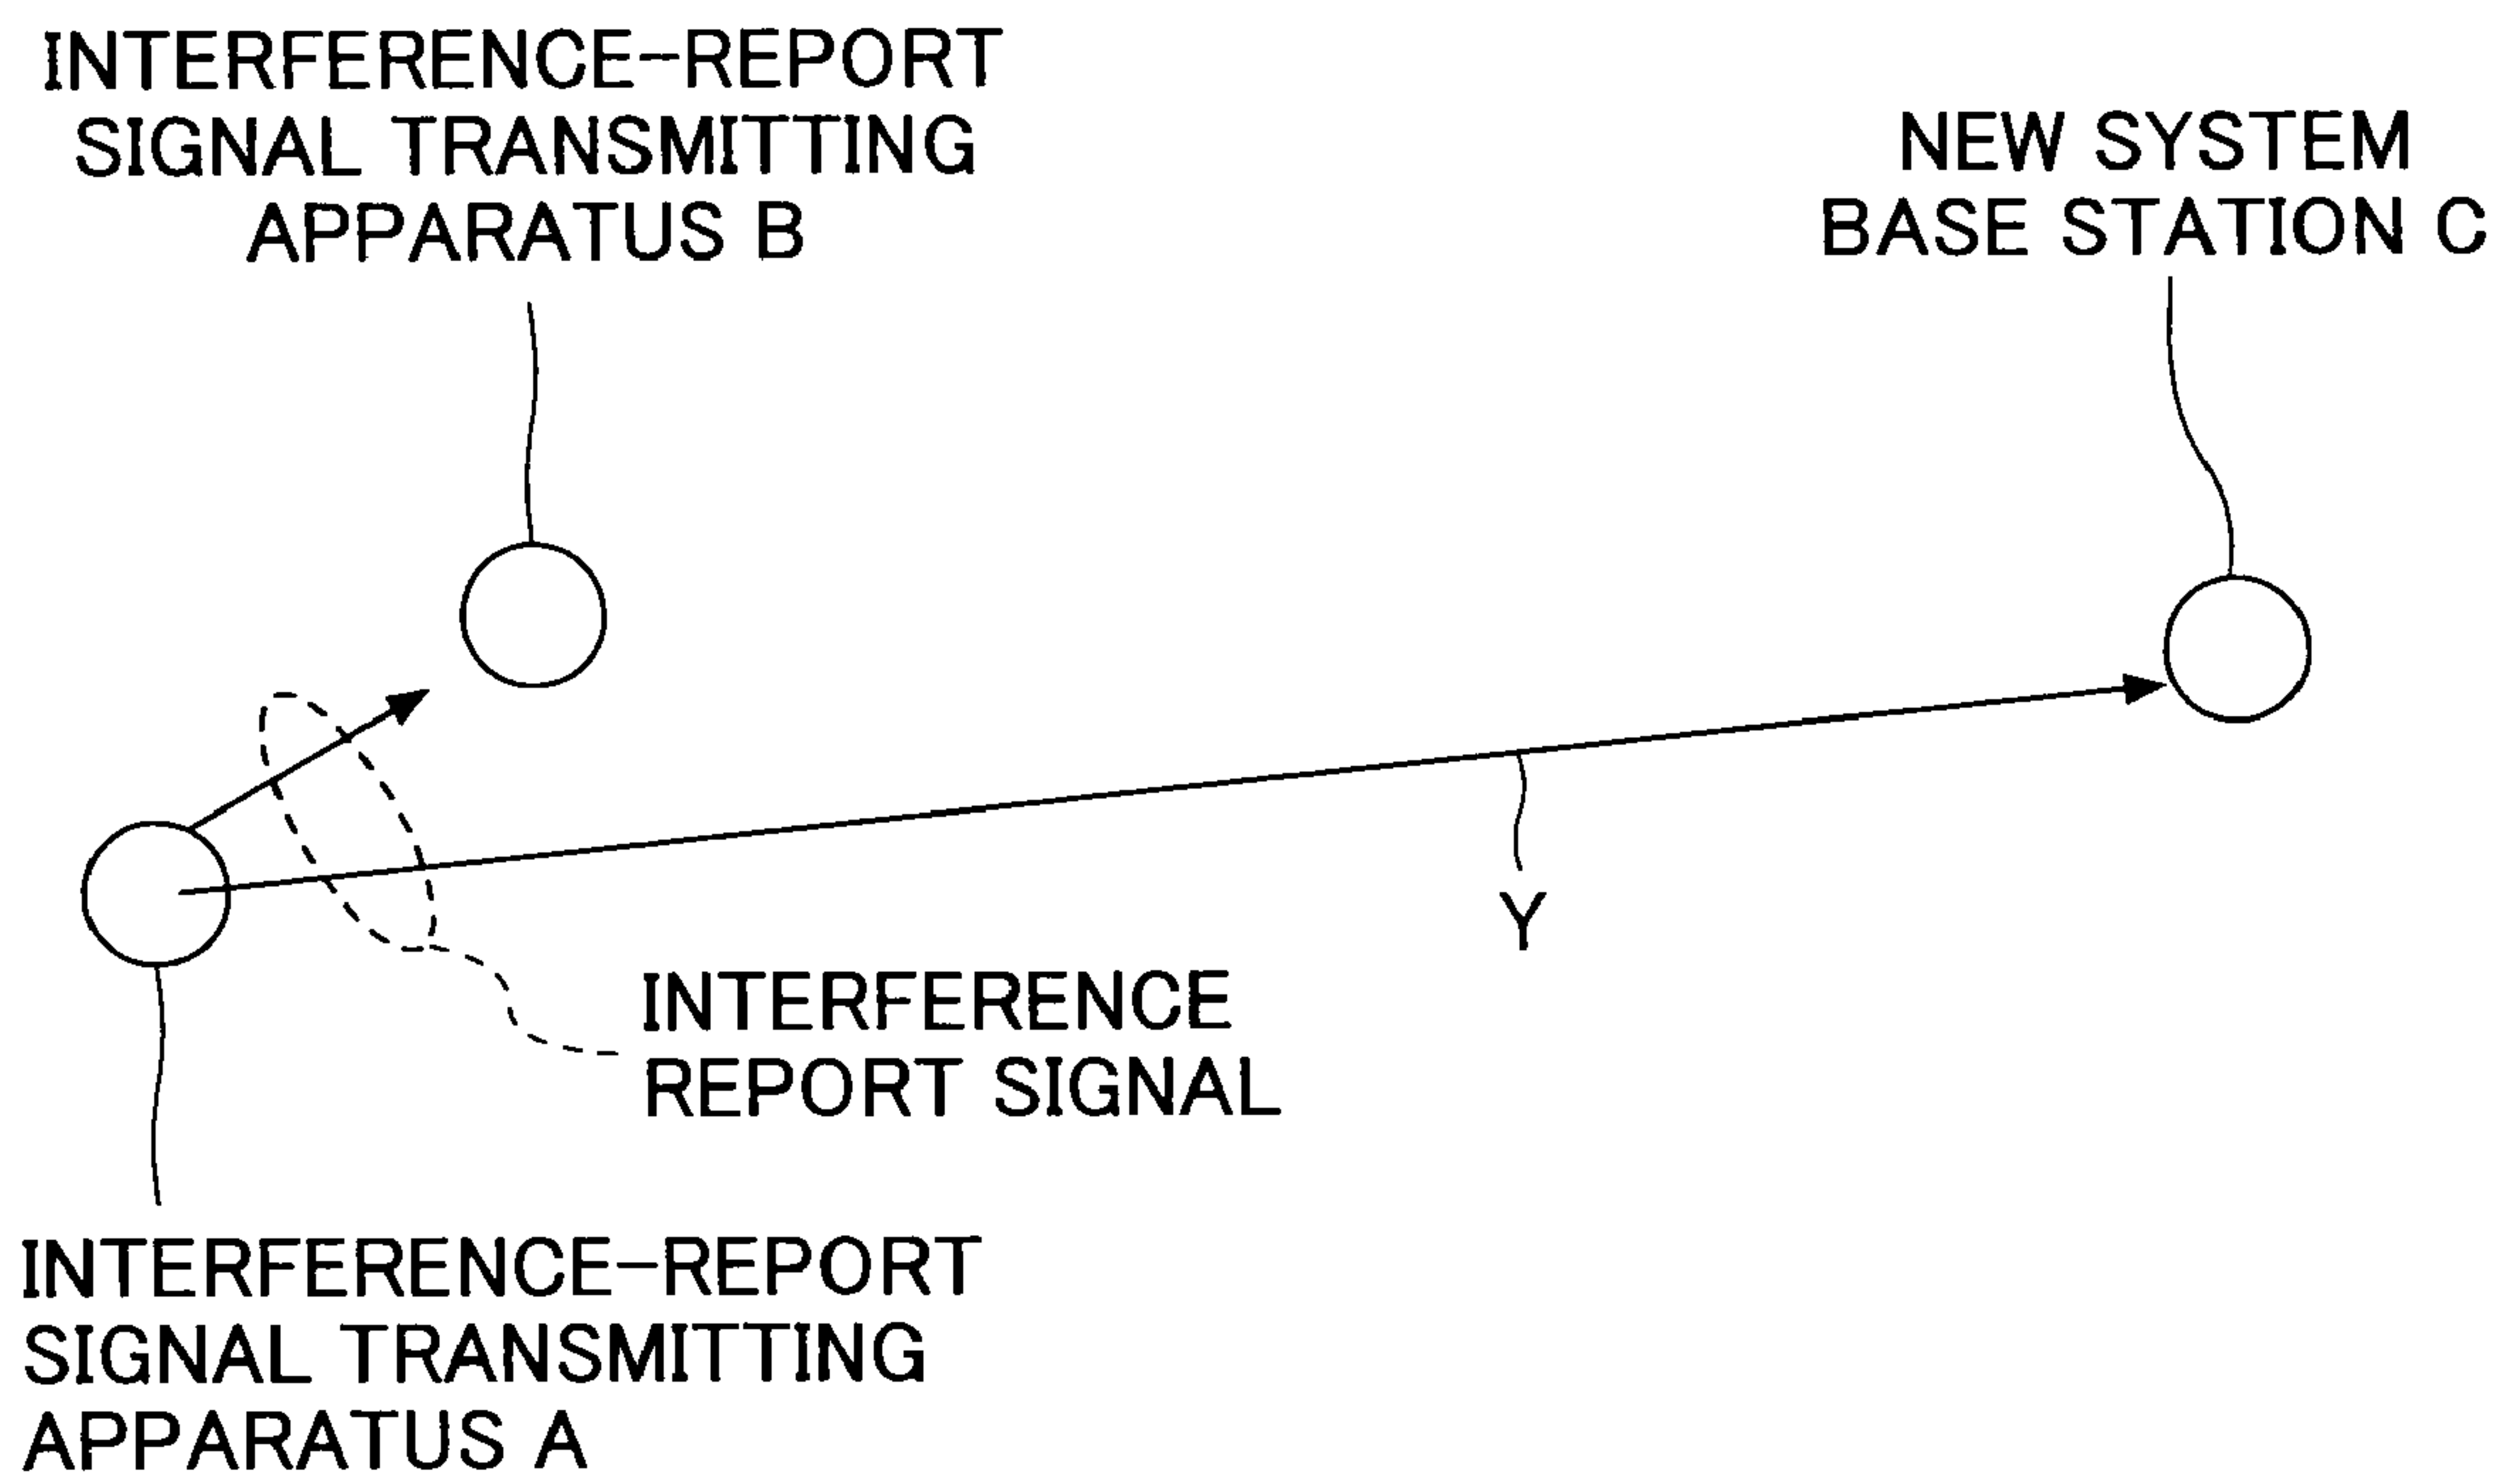 INTERFERENCE-REPORT
SIGNAL TRANSMITTING
APPARATUS B
NEW SYSTEM
BASE STATION C
Y
INTERFERENCE
REPORT SIGNAL
INTERFERENCE-REPORT
SIGNAL TRANSMITTING
APPARATUS A